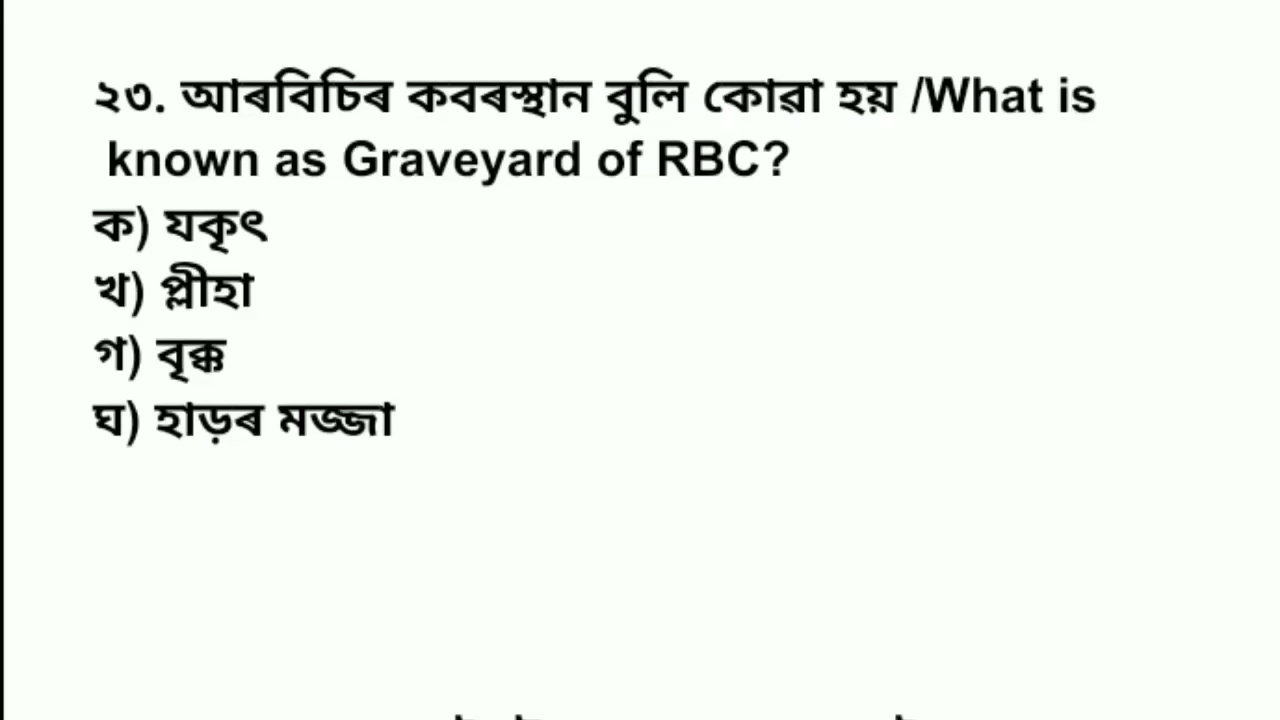 ২৩. আৰবিচিৰ কবৰস্থান বুলি কোৱা হয় /What is
known as Graveyard of RBC?
ক) যকৃৎ
খ) প্লীহা
গ) বৃক্ক
ঘ) হাড়ৰ মজ্জা